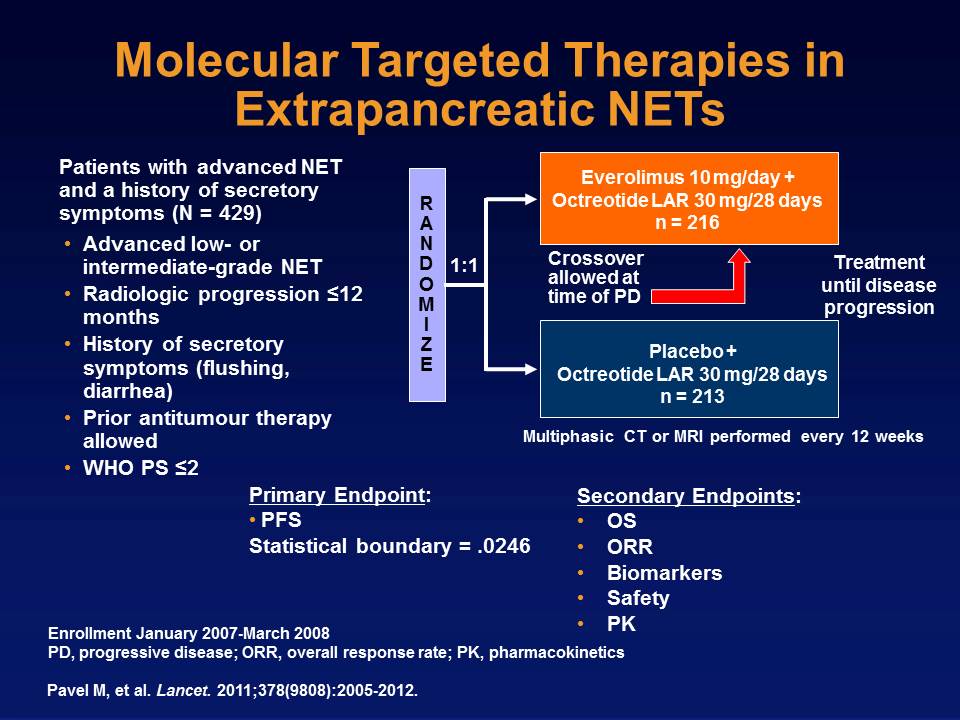 Molecular Targeted Therapies in
Extrapancreatic NETs
Patients with advanced NET
and a history of secretory
symptoms (N = 429)
• Advanced low- or
intermediate-grade NET
• Radiologic progression ≤12
months
• History of secretory
symptoms (flushing,
diarrhea)
• Prior antitumour therapy
allowed
• WHO PS ≤2
RANDOMIZE
1:1
Everolimus 10 mg/day +
Octreotide LAR 30 mg/28 days
n = 216
Crossover
allowed at
time of PD
Treatment
until disease
progression
Placebo +
Octreotide LAR 30 mg/28 days
n = 213
Multiphasic CT or MRI performed every 12 weeks
Primary Endpoint:
• PFS
Statistical boundary = .0246
Secondary Endpoints:
• OS
• ORR
• Biomarkers
• Safety
• PK
Enrollment January 2007-March 2008
PD, progressive disease; ORR, overall response rate; PK, pharmacokinetics
Pavel M, et al. Lancet. 2011;378(9808):2005-2012.